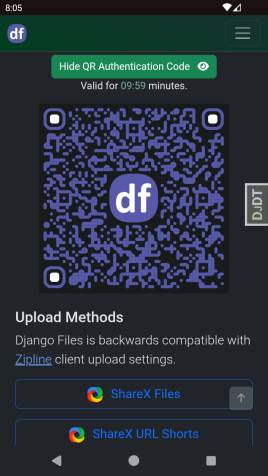 8:05
df
Hide QR Authentication Code
Valid for 09:59 minutes.
df
DJDT
Upload Methods
Django Files is backwards compatible with
Zipline client upload settings.
ShareX Files
ShareX URL Shorts